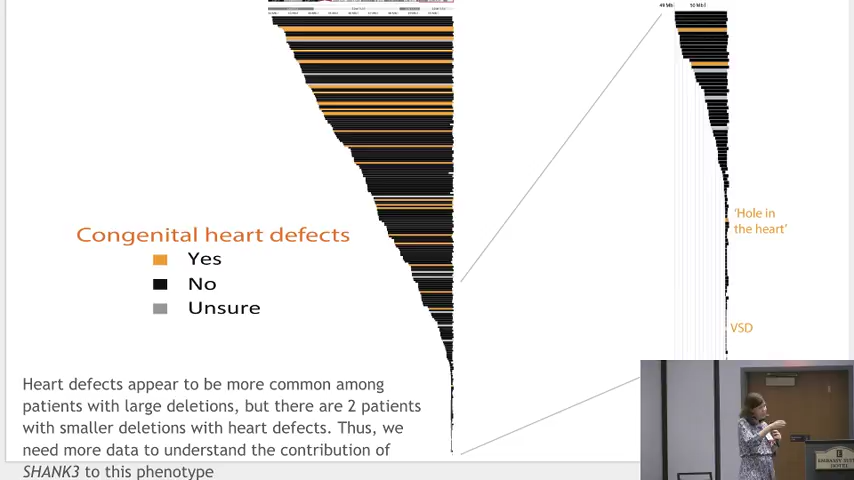 49 Mb
50 Mb
'Hole in
the heart'
Congenital heart defects
Yes
No
Unsure
VSD
Heart defects appear to be more common among
patients with large deletions, but there are 2 patients
with smaller deletions with heart defects. Thus, we
need more data to understand the contribution of
SHANK3 to this phenotype